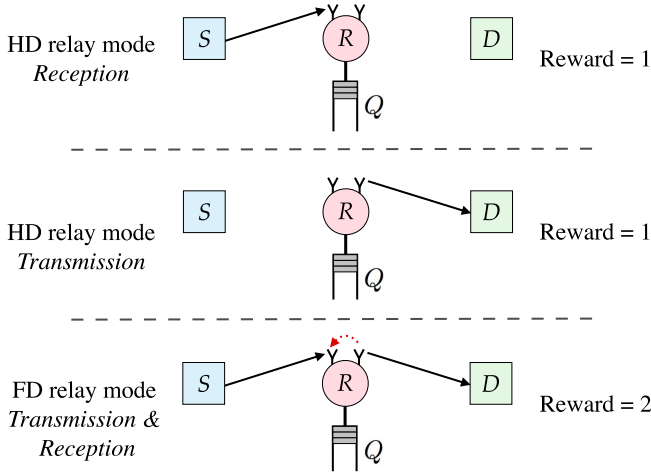 HD relay mode
Reception
S
R
D
Q
Reward = 1
HD relay mode
Transmission
S
R
D
Q
Reward = 1
FD relay mode
Transmission &
Reception
S
R
D
Q
Reward = 2